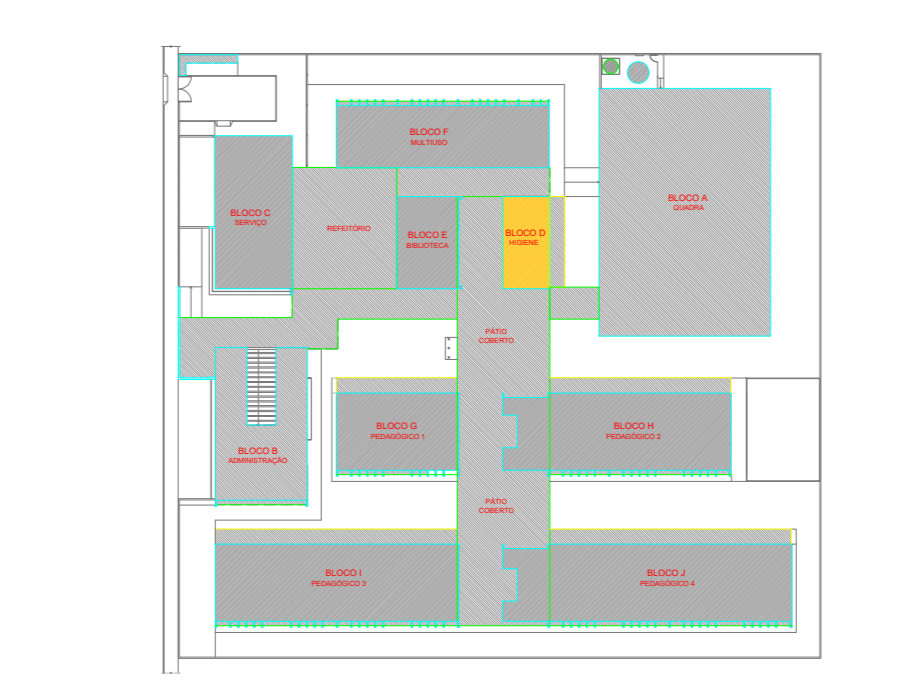 BLOCO F
MULTIUSO
BLOCO A
QUADRA
BLOCO C
SERVIÇO
REFEITÓRIO
BLOCO E
BIBLIOTECA
BLOCO D
HIGIENE
PÁTIO
COBERTO
BLOCO G
PEDAGÓGICO 1
BLOCO H
PEDAGÓGICO 2
BLOCO B
ADMINISTRAÇÃO
PÁTIO
COBERTO
BLOCO I
PEDAGÓGICO 3
BLOCO J
PEDAGÓGICO 4